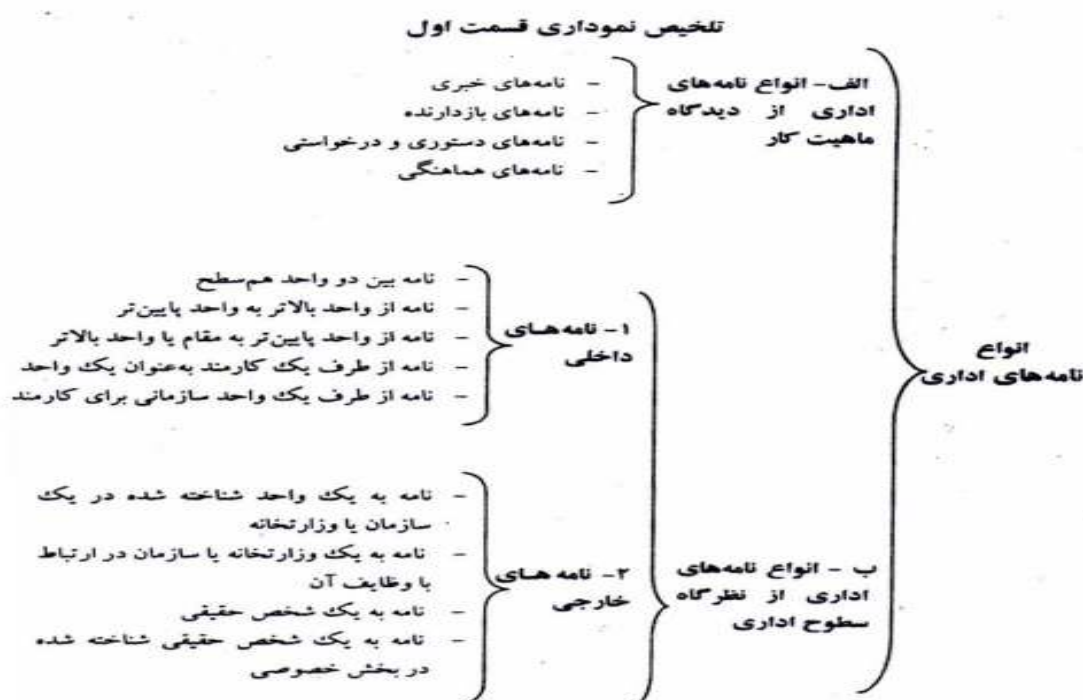 تلخیص نموداری قسمت اول
انواع
نامه‌های اداری
الف- انواع نامه‌های
اداری از دیدگاه
ماهیت کار
- نامه‌های خبری
- نامه‌های بازدارنده
- نامه‌های دستوری و درخواستی
- نامه‌های هماهنگی
ب - انواع نامه‌های
اداری از نظرگاه
سطوح اداری
۱- نامه‌های
داخلی
- نامه بین دو واحد هم‌سطح
- نامه از واحد بالاتر به واحد پایین‌تر
- نامه از واحد پایین‌تر به مقام یا واحد بالاتر
- نامه از طرف یک کارمند به‌عنوان یک واحد
- نامه از طرف یک واحد سازمانی برای کارمند
۲- نامه های
خارجی
- نامه به یک واحد شناخته شده در یک
سازمان یا وزارتخانه
- نامه به یک وزارتخانه یا سازمان در ارتباط
با وظایف آن
- نامه به یک شخص حقیقی
- نامه به یک شخص حقیقی شناخته شده
در بخش خصوصی